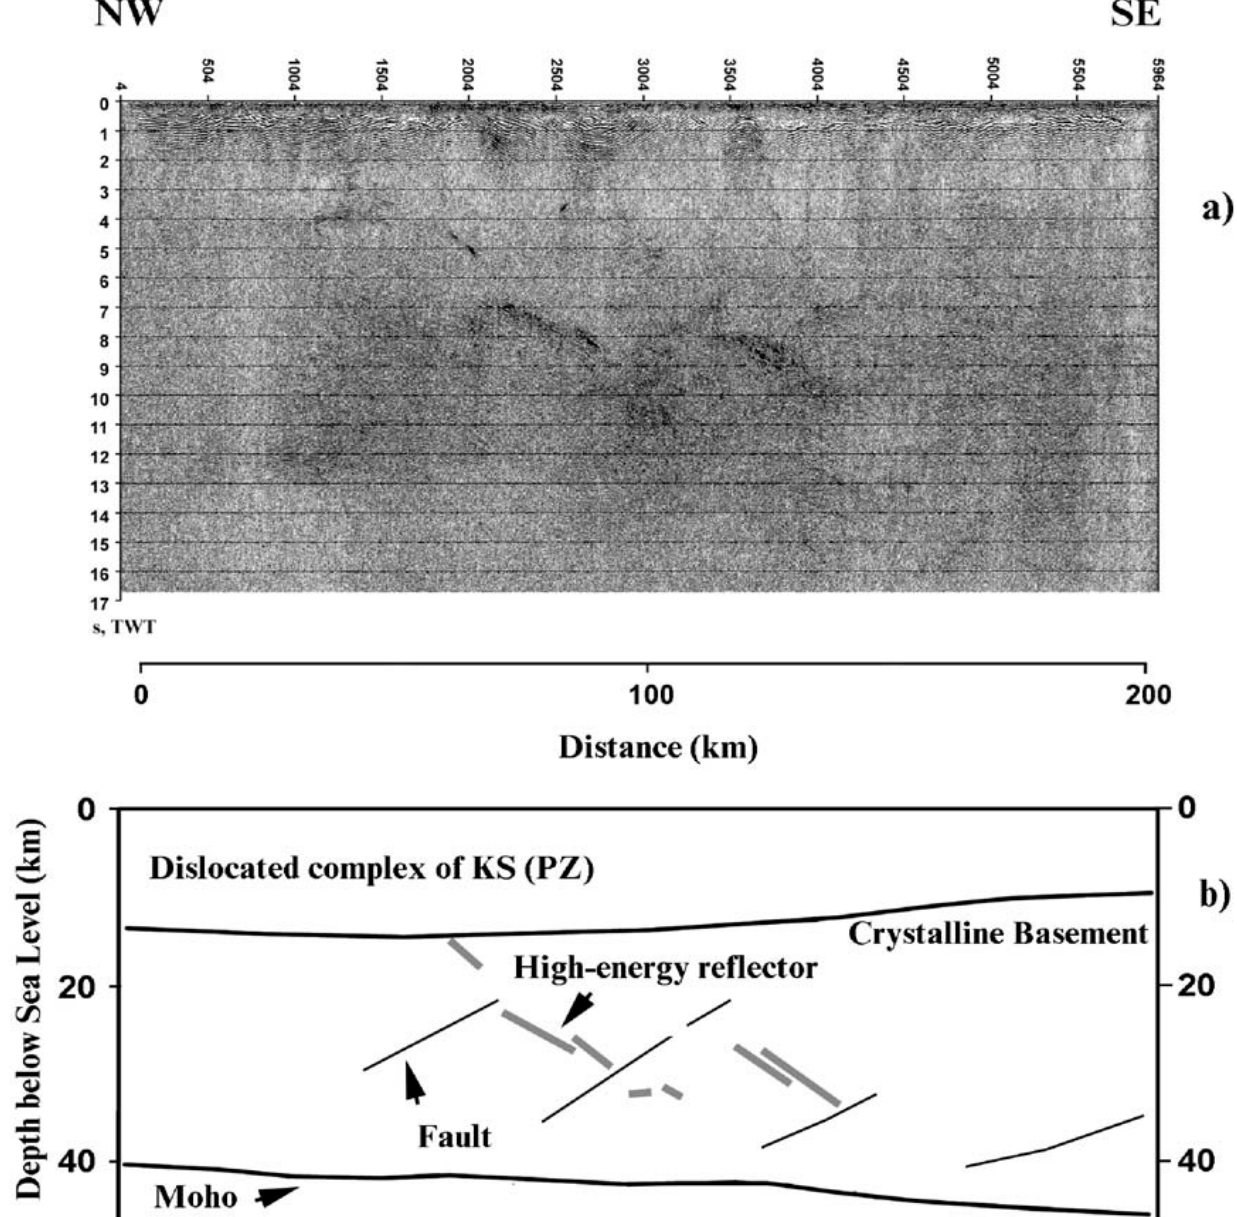 NW SE
4 504 1004 1504 2004 2504 3004 3504 4004 4504 5004 5504 5964
0
1
2
3
a)
4
5
6
7
8
9
10
11
12
13
14
15
16
17
s, TWT
0 100 200
Distance (km)
0 0
Depth below Sea Level (km)
Dislocated complex of KS (PZ)
b)
Crystalline Basement
High-energy reflector
20 20
Fault
40 40
Moho